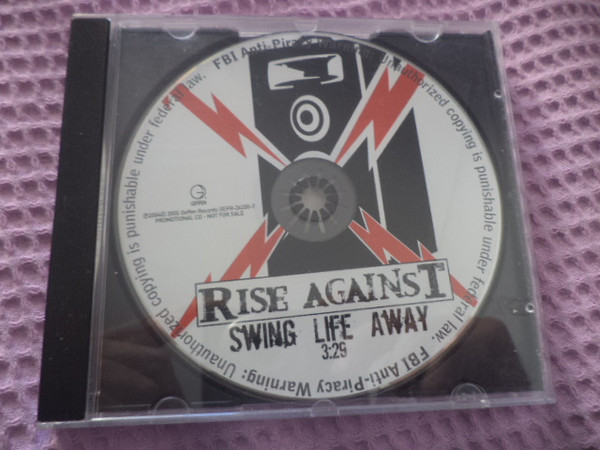 FBI Anti-Piracy Warning: Unauthorized copying is punishable under federal law.
GEFFEN
PROMOTIONAL CD - NOT FOR SALE
RISE AGAINST
SWING LIFE AWAY
3:29
FBI Anti-Piracy Warning: Unauthorized copying is punishable under federal law.